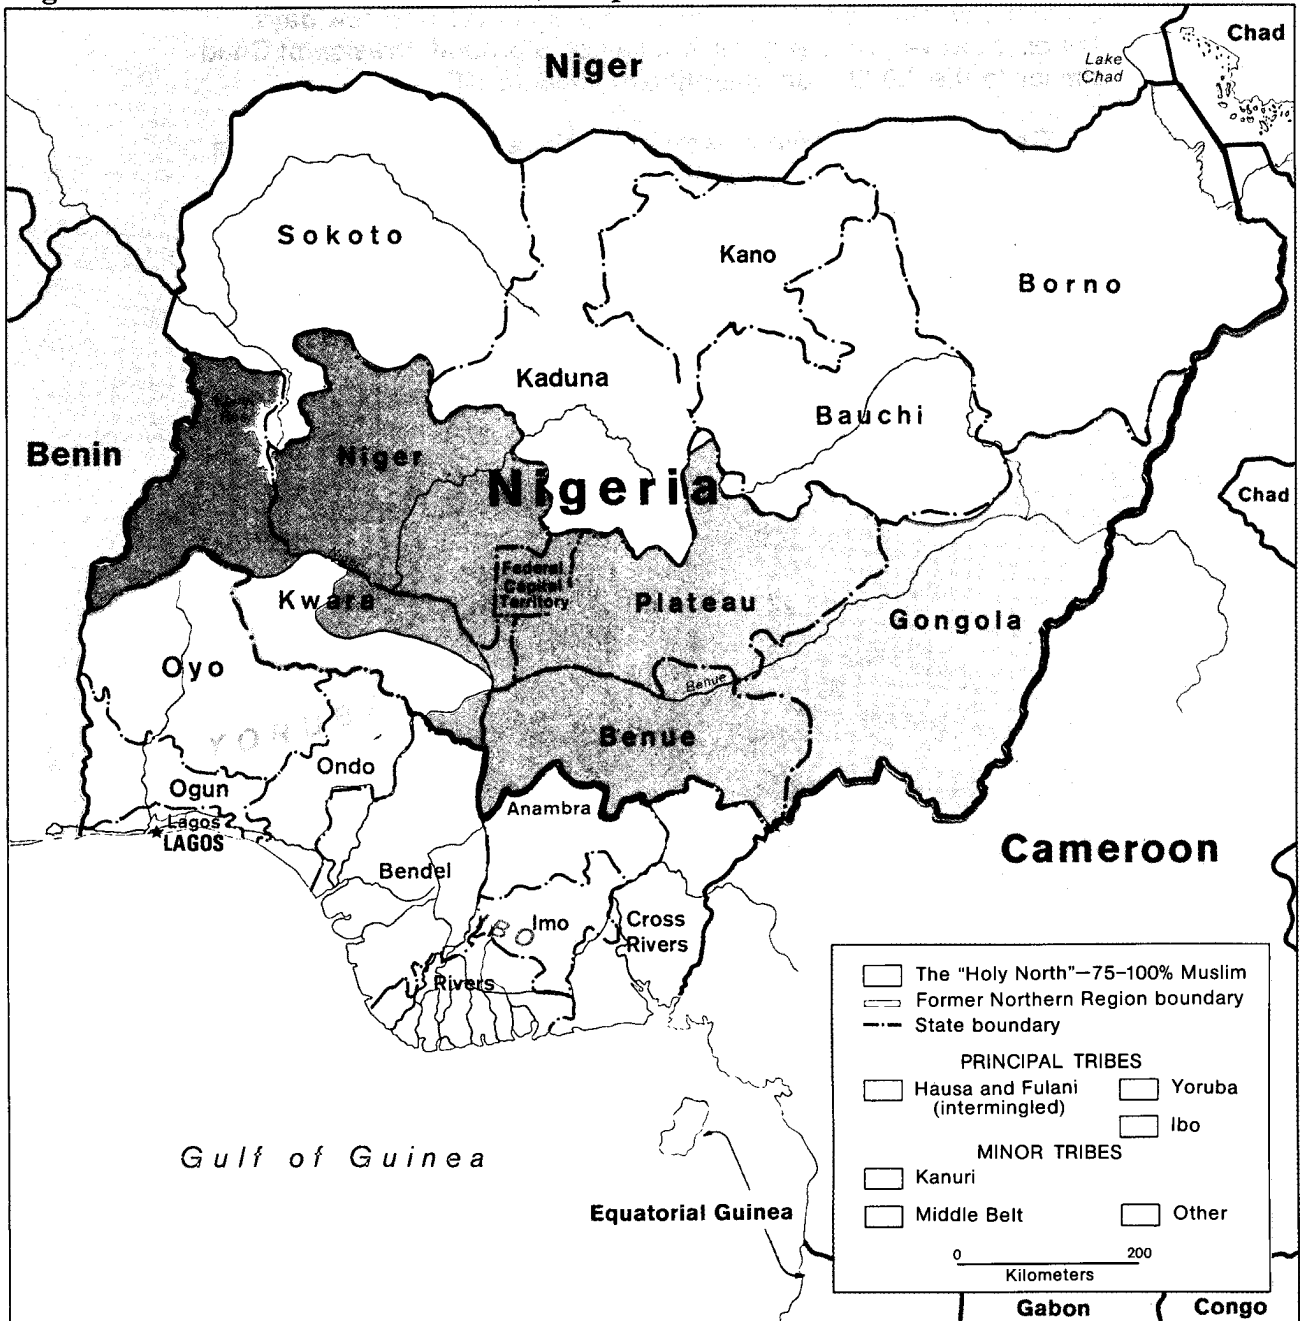 Niger
Chad
Lake
Chad
Sokoto
Kano
Borno
Kaduna
Bauchi
Benin
Niger
Nigeria
Chad
Federal
Capital
Territory
Kwara
Plateau
Gongola
Oyo
Benue
Benue
YORUB
Ondo
Ogun
Anambra
Lagos
LAGOS
Cameroon
Bendel
IBO
Imo
Cross
Rivers
Rivers
The "Holy North"—75–100% Muslim
Former Northern Region boundary
State boundary
PRINCIPAL TRIBES
Hausa and Fulani
(intermingled)
Yoruba
Ibo
MINOR TRIBES
Kanuri
Middle Belt
Other
0 200
Kilometers
Gulf of Guinea
Equatorial Guinea
Gabon
Congo